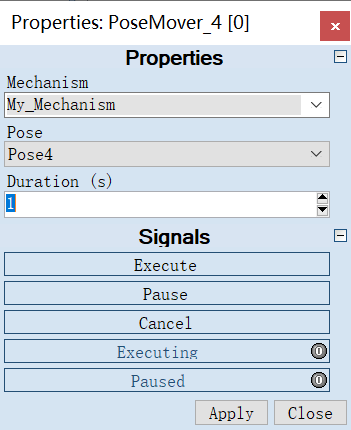 Properties: PoseMover_4 [0]
Properties
Mechanism
My_Mechanism
Pose
Pose4
Duration (s)
1
Signals
Execute
Pause
Cancel
Executing 0
Paused 0
Apply Close